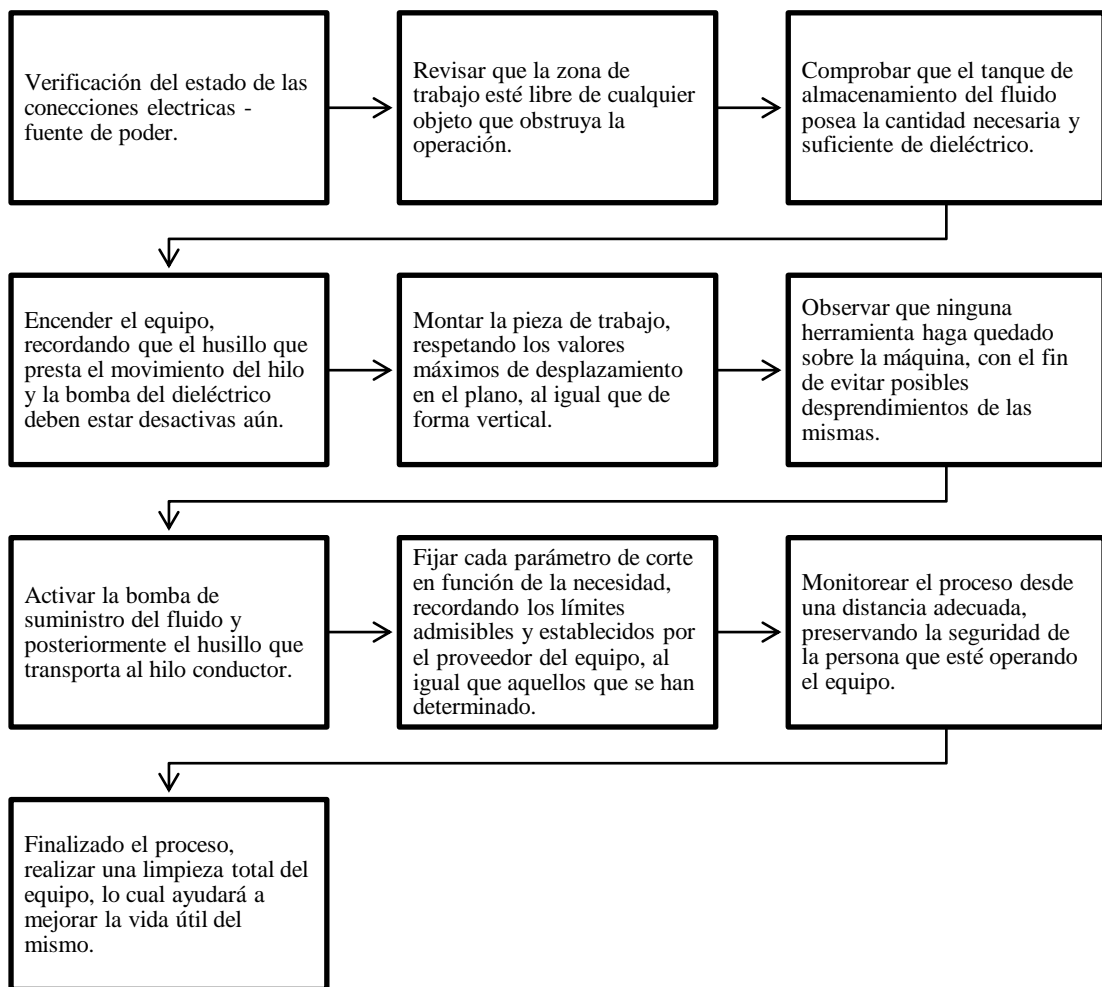 Verificación del estado de las
conecciones electricas -
fuente de poder.
Revisar que la zona de
trabajo esté libre de cualquier
objeto que obstruya la
operación.
Comprobar que el tanque de
almacenamiento del fluido
posea la cantidad necesaria y
suficiente de dieléctrico.
Encender el equipo,
recordando que el husillo que
presta el movimiento del hilo
y la bomba del dieléctrico
deben estar desactivas aún.
Montar la pieza de trabajo,
respetando los valores
máximos de desplazamiento
en el plano, al igual que de
forma vertical.
Observar que ninguna
herramienta haga quedado
sobre la máquina, con el fin
de evitar posibles
desprendimientos de las
mismas.
Activar la bomba de
suministro del fluido y
posteriormente el husillo que
transporta al hilo conductor.
Fijar cada parámetro de corte
en función de la necesidad,
recordando los límites
admisibles y establecidos por
el proveedor del equipo, al
igual que aquellos que se han
determinado.
Monitorear el proceso desde
una distancia adecuada,
preservando la seguridad de
la persona que esté operando
el equipo.
Finalizado el proceso,
realizar una limpieza total del
equipo, lo cual ayudará a
mejorar la vida útil del
mismo.